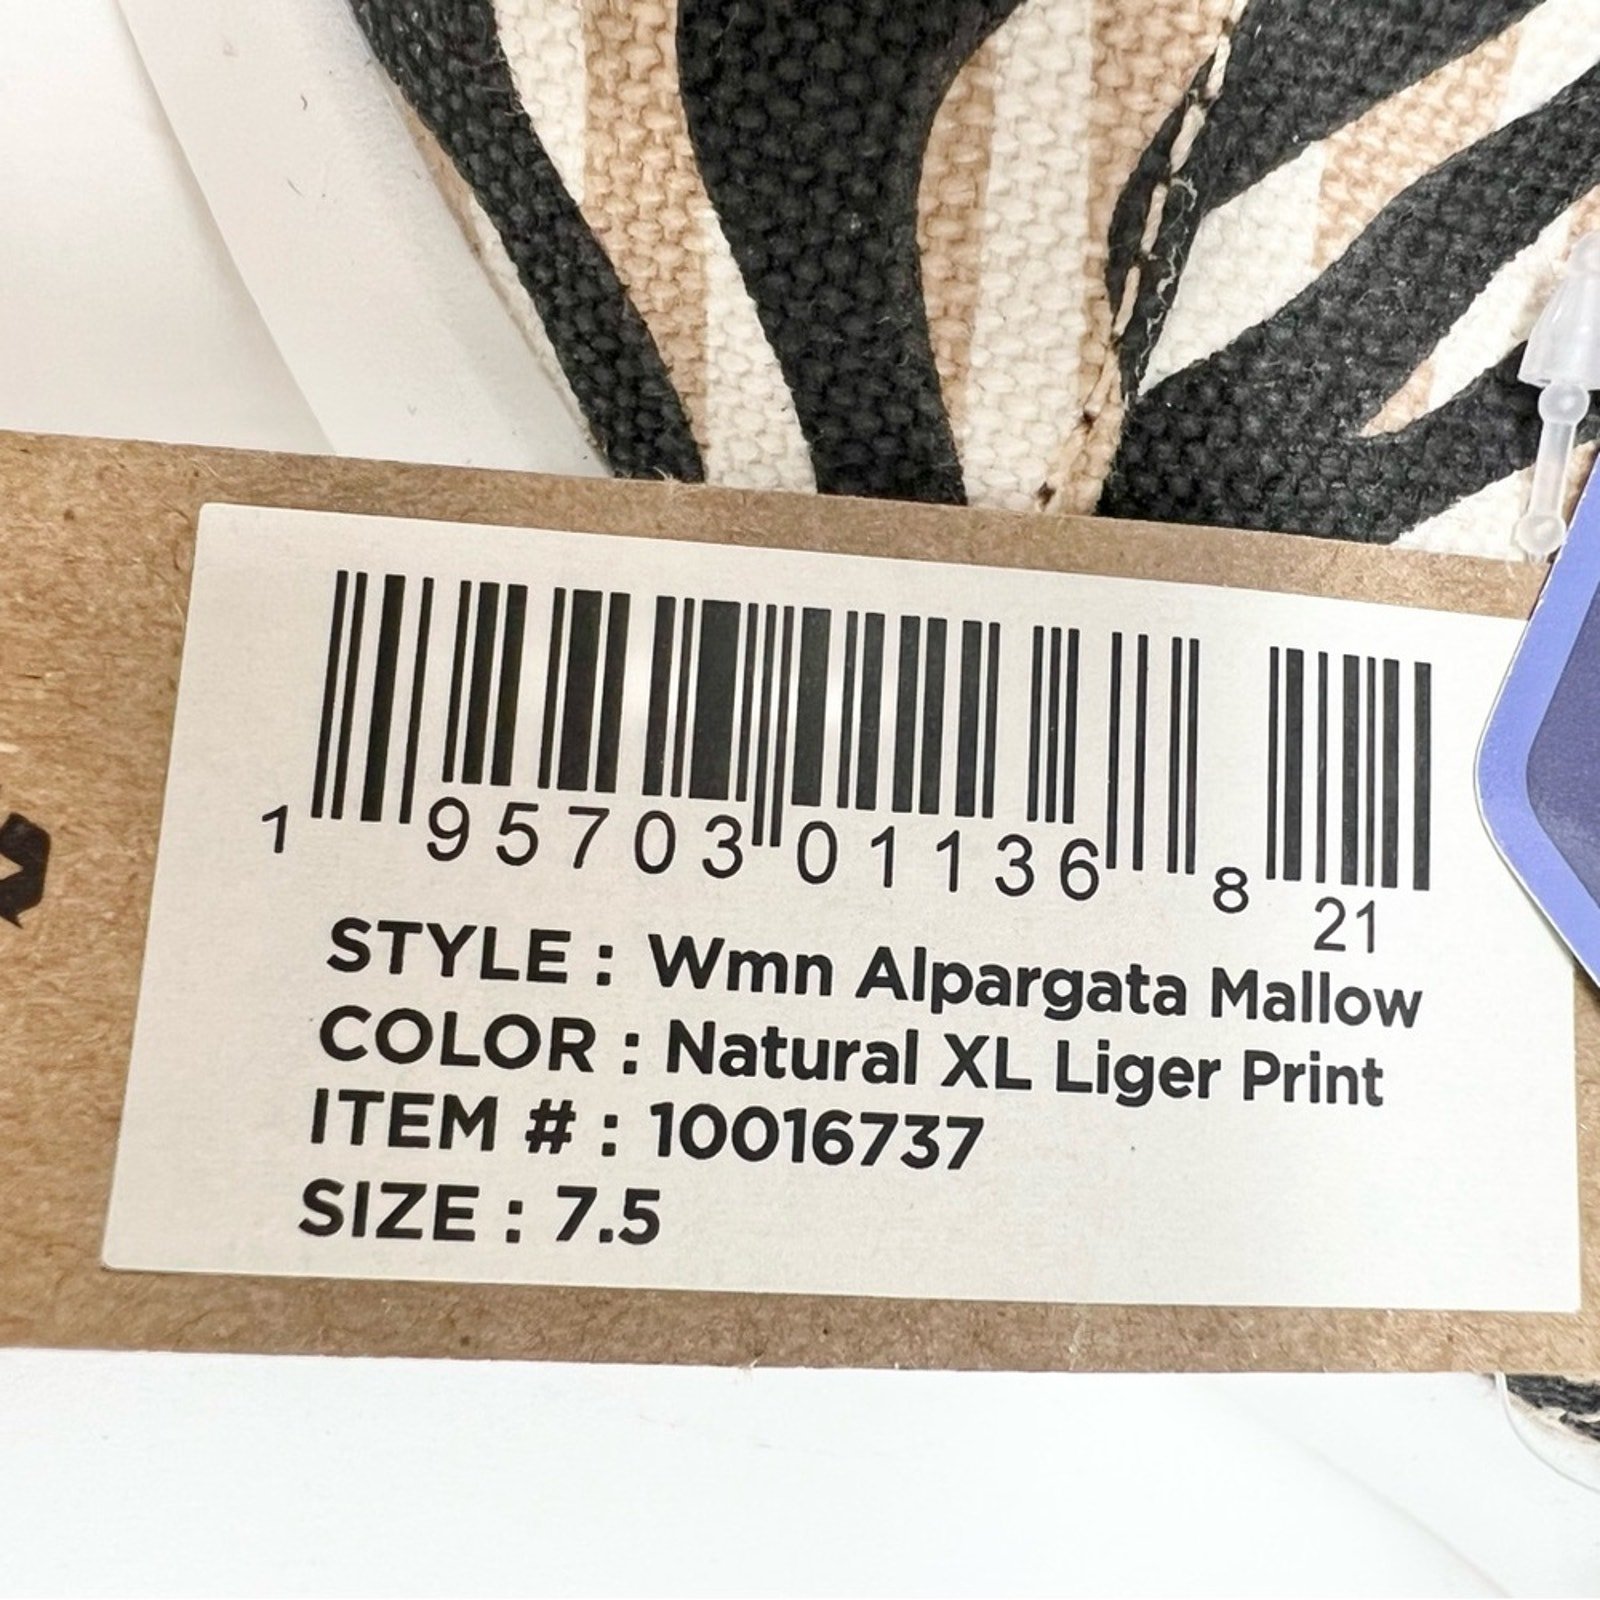 1 95703 01136 8 21
STYLE : Wmn Alpargata Mallow
COLOR : Natural XL Liger Print
ITEM # : 10016737
SIZE : 7.5